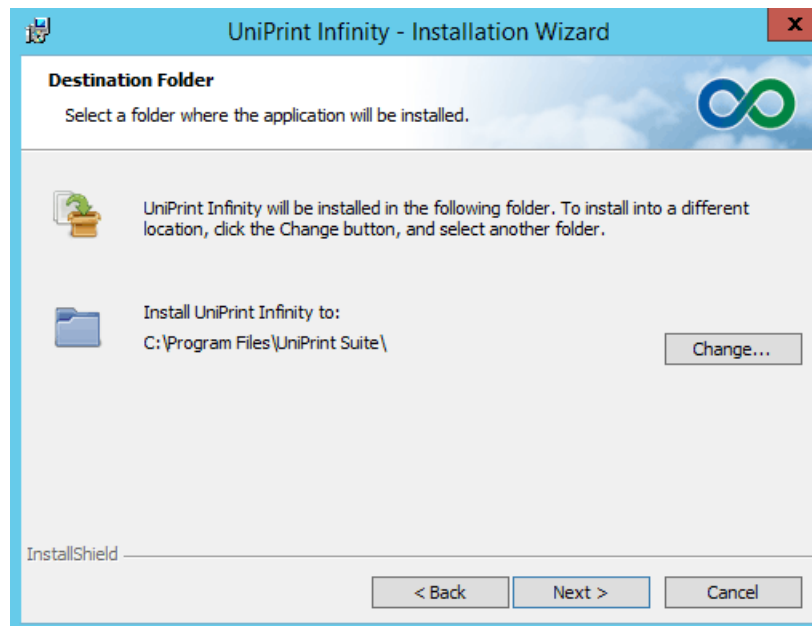 UniPrint Infinity - Installation Wizard
x
Destination Folder
Select a folder where the application will be installed.
UniPrint Infinity will be installed in the following folder. To install into a different
location, click the Change button, and select another folder.
Install UniPrint Infinity to:
C:\Program Files\UniPrint Suite\
Change...
InstallShield
< Back
Next >
Cancel